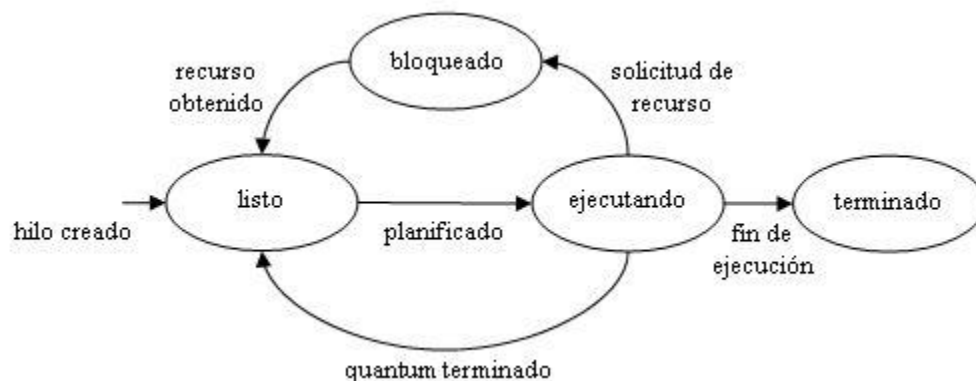 bloqueado
recurso
obtenido
solicitud de
recurso
listo
ejecutando
terminado
hilo creado
planificado
fin de
ejecución
quantum terminado